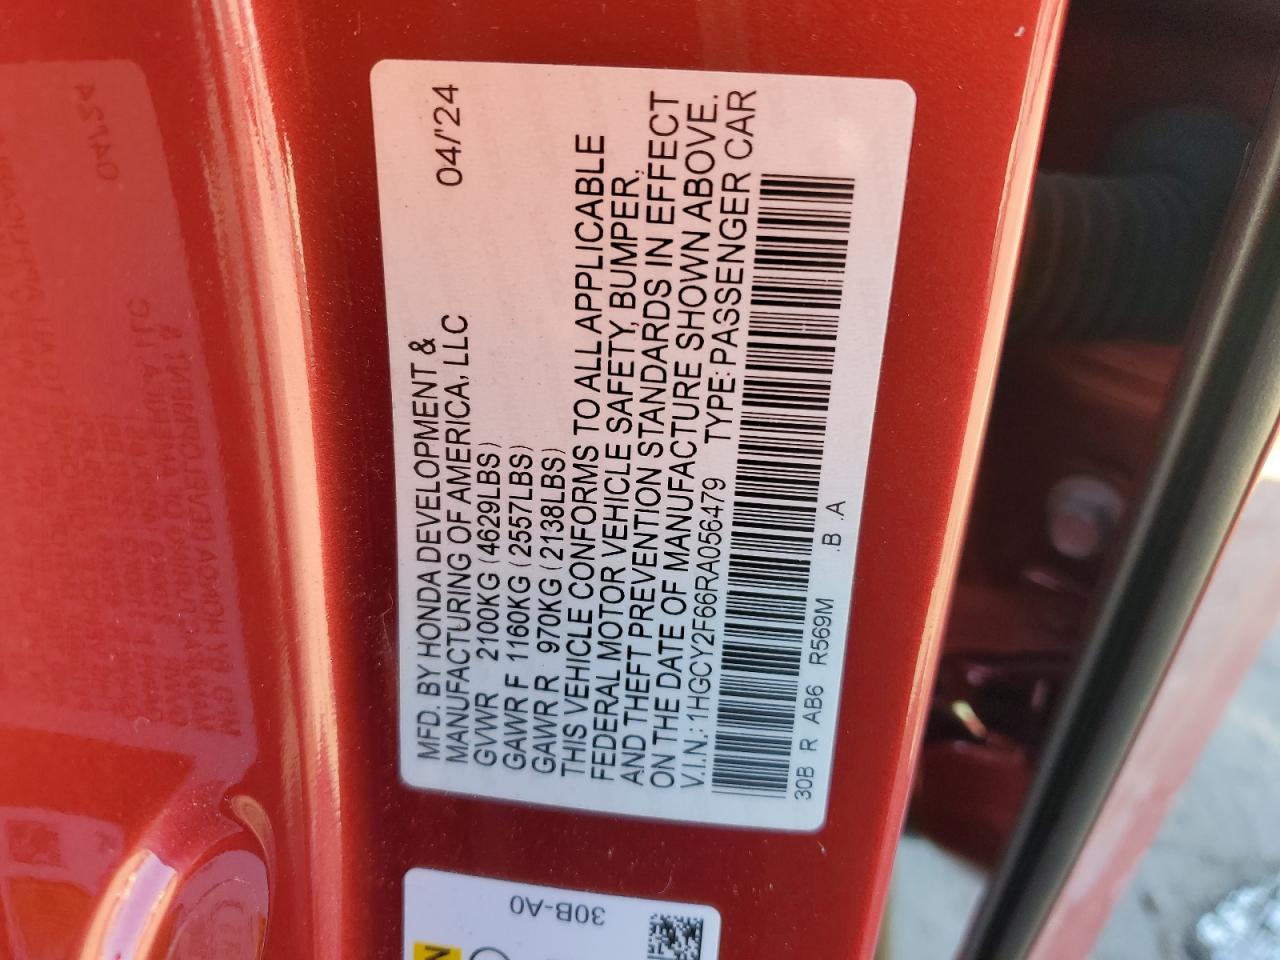 MFD. BY HONDA DEVELOPMENT &
MANUFACTURING OF AMERICA, LLC 04/'24
GVWR 2100KG (4629LBS)
GAWR F 1160KG (2557LBS)
GAWR R 970KG (2138LBS)
THIS VEHICLE CONFORMS TO ALL APPLICABLE
FEDERAL MOTOR VEHICLE SAFETY, BUMPER,
AND THEFT PREVENTION STANDARDS IN EFFECT
ON THE DATE OF MANUFACTURE SHOWN ABOVE.
V.I.N.: 1HGCY2F66RA056479 TYPE: PASSENGER CAR
30B R AB6 R569M .B .A
30B-A0